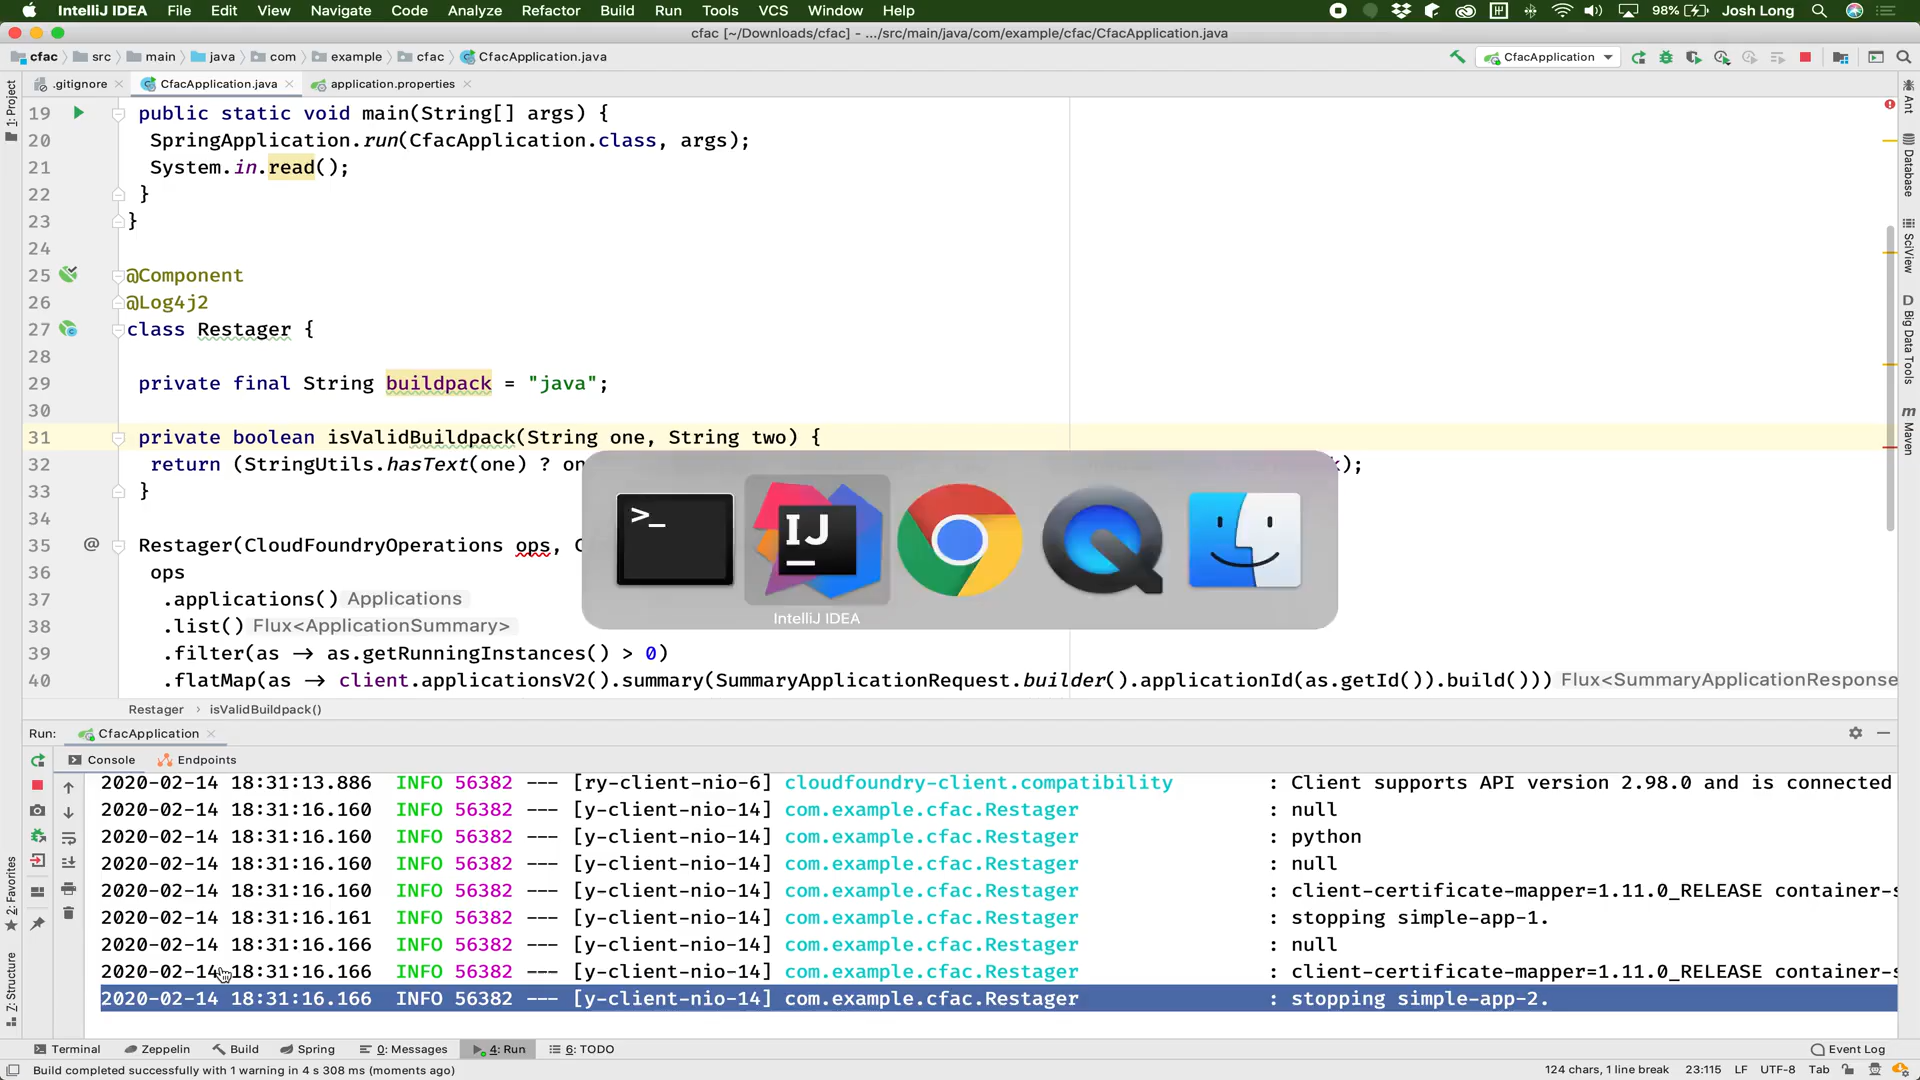 IntelliJ IDEA File Edit View Navigate Code Analyze Refactor Build Run Tools VCS Window Help 98% Josh Long
cfac [~/Downloads/cfac] - .../src/main/java/com/example/cfac/CfacApplication.java
cfac src main java com example cfac CfacApplication.java CfacApplication
.gitignore CfacApplication.java application.properties
1: Project
Ant
Database
SciView
D Big Data Tools
m Maven
19 public static void main(String[] args) {
20 SpringApplication.run(CfacApplication.class, args);
21 System.in.read();
22 }
23 }
24
25 @Component
26 @Log4j2
27 class Restager {
28
29 private final String buildpack = "java";
30
31 private boolean isValidBuildpack(String one, String two) {
32 return (StringUtils.hasText(one) ? on );
33 }
34
35 @ Restager(CloudFoundryOperations ops, C
36 ops
37 .applications() Applications
38 .list() Flux<ApplicationSummary>
39 .filter(as → as.getRunningInstances() > 0)
40 .flatMap(as → client.applicationsV2().summary(SummaryApplicationRequest.builder().applicationId(as.getId()).build())) Flux<SummaryApplicationResponse
>_
IJ
IntelliJ IDEA
Restager › isValidBuildpack()
Run: CfacApplication
Console Endpoints
2020-02-14 18:31:13.886 INFO 56382 --- [ry-client-nio-6] cloudfoundry-client.compatibility : Client supports API version 2.98.0 and is connected
2020-02-14 18:31:16.160 INFO 56382 --- [y-client-nio-14] com.example.cfac.Restager : null
2020-02-14 18:31:16.160 INFO 56382 --- [y-client-nio-14] com.example.cfac.Restager : python
2020-02-14 18:31:16.160 INFO 56382 --- [y-client-nio-14] com.example.cfac.Restager : null
2020-02-14 18:31:16.160 INFO 56382 --- [y-client-nio-14] com.example.cfac.Restager : client-certificate-mapper=1.11.0_RELEASE container-s
2020-02-14 18:31:16.161 INFO 56382 --- [y-client-nio-14] com.example.cfac.Restager : stopping simple-app-1.
2020-02-14 18:31:16.166 INFO 56382 --- [y-client-nio-14] com.example.cfac.Restager : null
2020-02-14 18:31:16.166 INFO 56382 --- [y-client-nio-14] com.example.cfac.Restager : client-certificate-mapper=1.11.0_RELEASE container-s
2020-02-14 18:31:16.166 INFO 56382 --- [y-client-nio-14] com.example.cfac.Restager : stopping simple-app-2.
2: Favorites
7: Structure
Terminal Zeppelin Build Spring 0: Messages 4: Run 6: TODO Event Log
Build completed successfully with 1 warning in 4 s 308 ms (moments ago) 124 chars, 1 line break 23:115 LF UTF-8 Tab